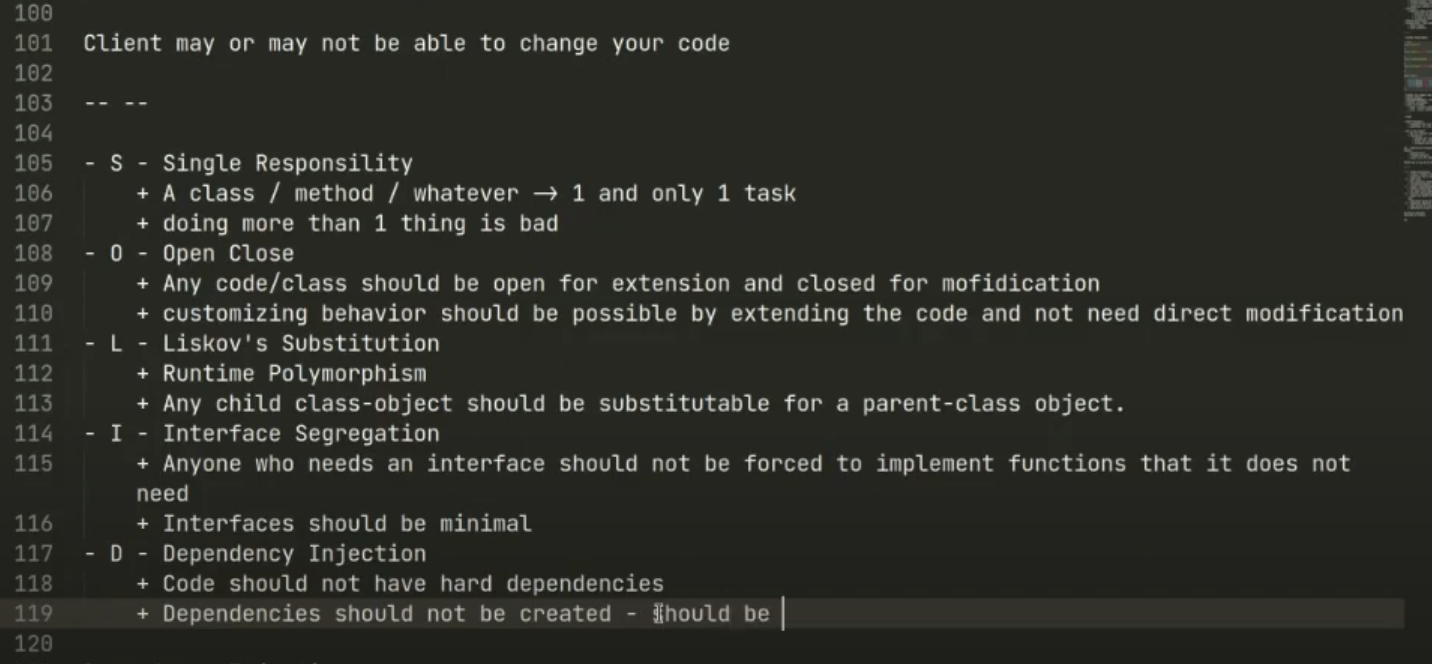 100
101 Client may or may not be able to change your code
102
103 -- --
104
105 - S - Single Responsility
106 + A class / method / whatever → 1 and only 1 task
107 + doing more than 1 thing is bad
108 - O - Open Close
109 + Any code/class should be open for extension and closed for mofidication
110 + customizing behavior should be possible by extending the code and not need direct modification
111 - L - Liskov's Substitution
112 + Runtime Polymorphism
113 + Any child class-object should be substitutable for a parent-class object.
114 - I - Interface Segregation
115 + Anyone who needs an interface should not be forced to implement functions that it does not
need
116 + Interfaces should be minimal
117 - D - Dependency Injection
118 + Code should not have hard dependencies
119 + Dependencies should not be created - should be
120